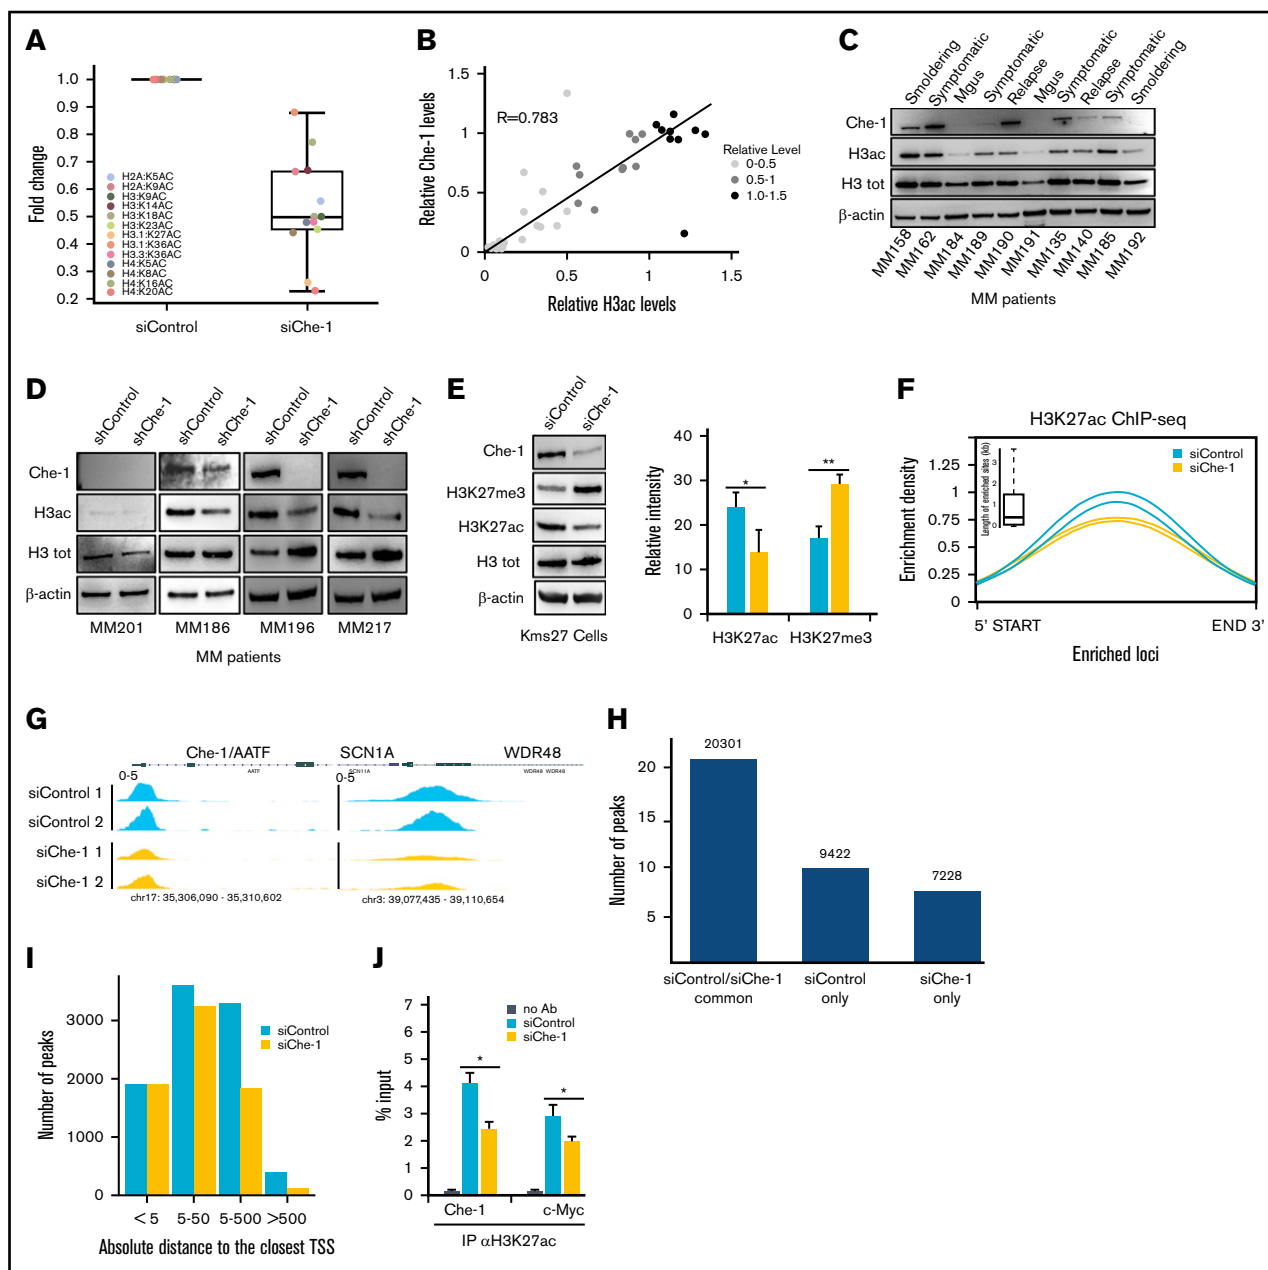 A
Fold change
1.0
0.9
0.8
0.7
0.6
0.5
0.4
0.3
0.2
H2A:K5AC
H2A:K9AC
H3:K9AC
H3:K14AC
H3:K18AC
H3:K23AC
H3.1:K27AC
H3.1:K36AC
H3.3:K36AC
H4:K5AC
H4:K8AC
H4:K16AC
H4:K20AC
siControl
siChe-1
B
Relative Che-1 levels
1.5
1
0.5
0
R=0.783
Relative Level
0-0.5
0.5-1
1.0-1.5
0
0.5
1
1.5
Relative H3ac levels
C
Smoldering
Symptomatic
Mgus
Symptomatic
Relapse
Mgus
Symptomatic
Relapse
Symptomatic
Smoldering
Che-1
H3ac
H3 tot
β-actin
MM158
MM162
MM184
MM189
MM190
MM191
MM135
MM140
MM185
MM192
MM patients
D
shControl
shChe-1
shControl
shChe-1
shControl
shChe-1
shControl
shChe-1
Che-1
H3ac
H3 tot
β-actin
MM201
MM186
MM196
MM217
MM patients
E
siControl
siChe-1
Che-1
H3K27me3
H3K27ac
H3 tot
β-actin
Kms27 Cells
Relative intensity
40
30
20
10
0
*
**
H3K27ac
H3K27me3
F
H3K27ac ChIP-seq
Enrichment density
1.25
1
0.75
0.5
0.25
0
Length of enriched sites (kb)
3
2
1
0
siControl
siChe-1
5' START
END 3'
Enriched loci
G
Che-1/AATF
SCN1A
WDR48
AATF
SCN11A
WDR48 WDR48
0-5
0-5
siControl 1
siControl 2
siChe-1 1
siChe-1 2
chr17: 35,306,090 - 35,310,602
chr3: 39,077,435 - 39,110,654
H
Number of peaks
20
15
10
5
20301
9422
7228
siControl/siChe-1
common
siControl
only
siChe-1
only
I
Number of peaks
3000
2000
1000
0
siControl
siChe-1
< 5
5-50
5-500
>500
Absolute distance to the closest TSS
J
% input
7
6
5
4
3
2
1
0
no Ab
siControl
siChe-1
*
*
Che-1
c-Myc
IP αH3K27ac